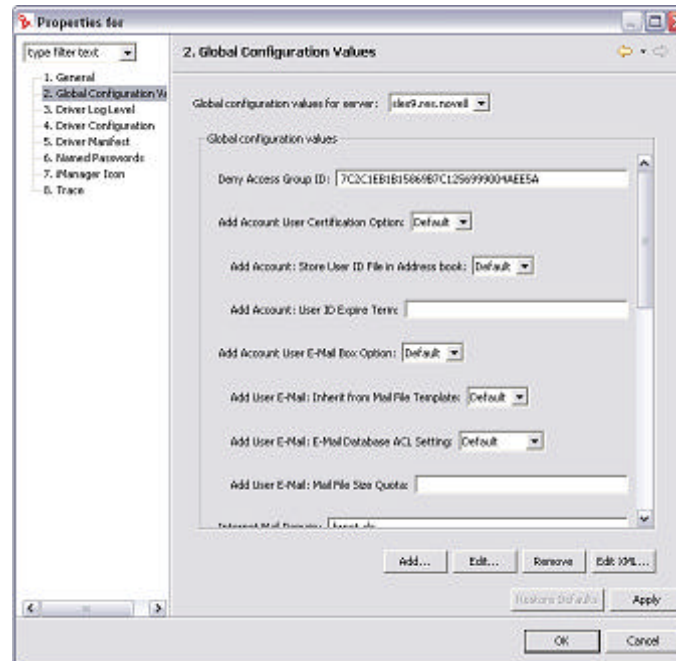 Properties for
type filter text
2. Global Configuration Values
1. General
2. Global Configuration Va
3. Driver Log Level
4. Driver Configuration
5. Driver Manifest
6. Named Passwords
7. iManager Icon
8. Trace
Global configuration values for server:
Global configuration values
Deny Access Group ID:
Add Account User Certification Option: Default
Add Account: Store User ID File in Address book: Default
Add Account: User ID Expire Term:
Add Account User E-Mail Box Option: Default
Add User E-Mail: Inherit from Mail File Template: Default
Add User E-Mail: E-Mail Database ACL Setting: Default
Add User E-Mail: Mail File Size Quota:
Add... Edit... Remove Edit XML...
Restore Defaults Apply
OK Cancel